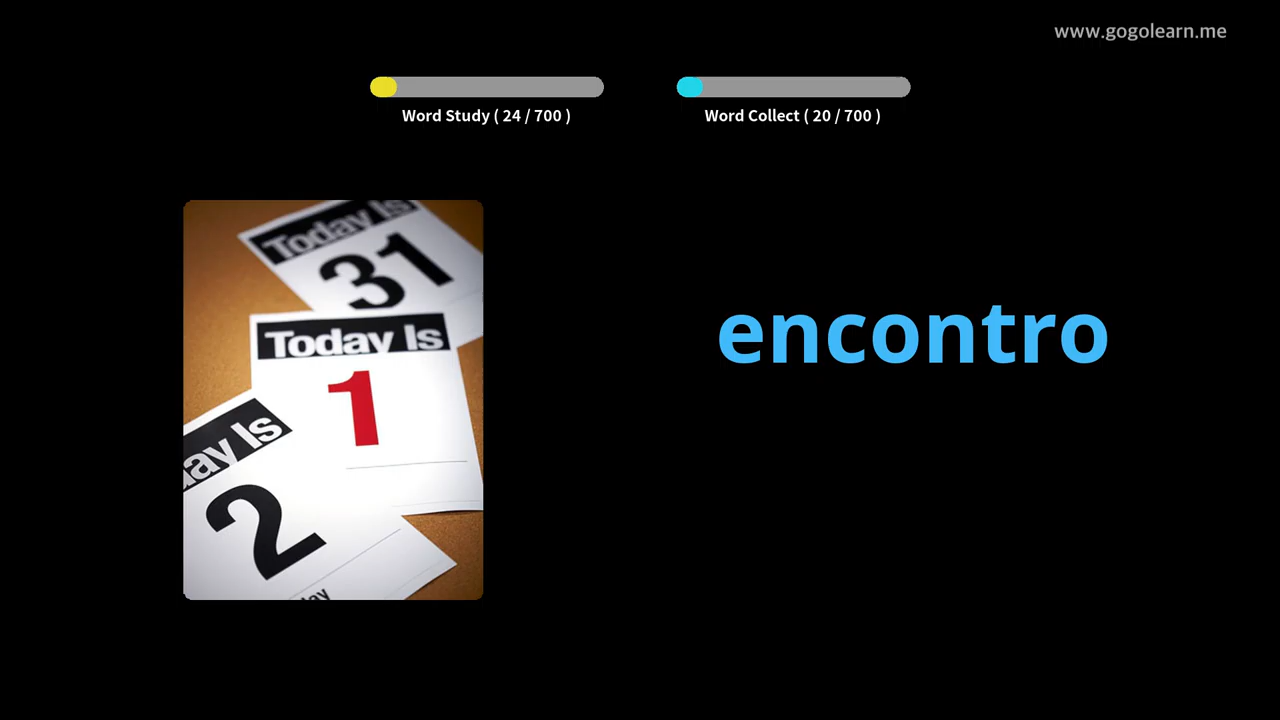 www.gogolearn.me
Word Study ( 24 / 700 )
Word Collect ( 20 / 700 )
Today Is
31
Today Is
1
ay Is
2
encontro